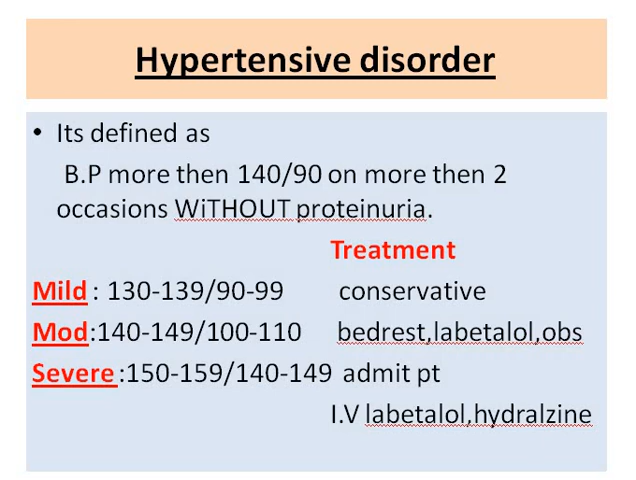 Hypertensive disorder
• Its defined as
B.P more then 140/90 on more then 2
occasions WiTHOUT proteinuria.
Treatment
Mild : 130-139/90-99 conservative
Mod:140-149/100-110 bedrest,labetalol,obs
Severe :150-159/140-149 admit pt
I.V labetalol,hydralzine